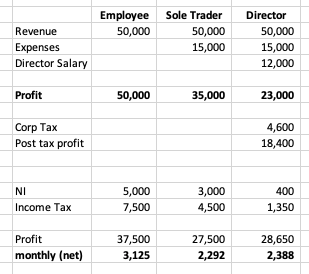 Employee Sole Trader Director
Revenue 50,000 50,000 50,000
Expenses 15,000 15,000
Director Salary 12,000
Profit 50,000 35,000 23,000
Corp Tax 4,600
Post tax profit 18,400
NI 5,000 3,000 400
Income Tax 7,500 4,500 1,350
Profit 37,500 27,500 28,650
monthly (net) 3,125 2,292 2,388